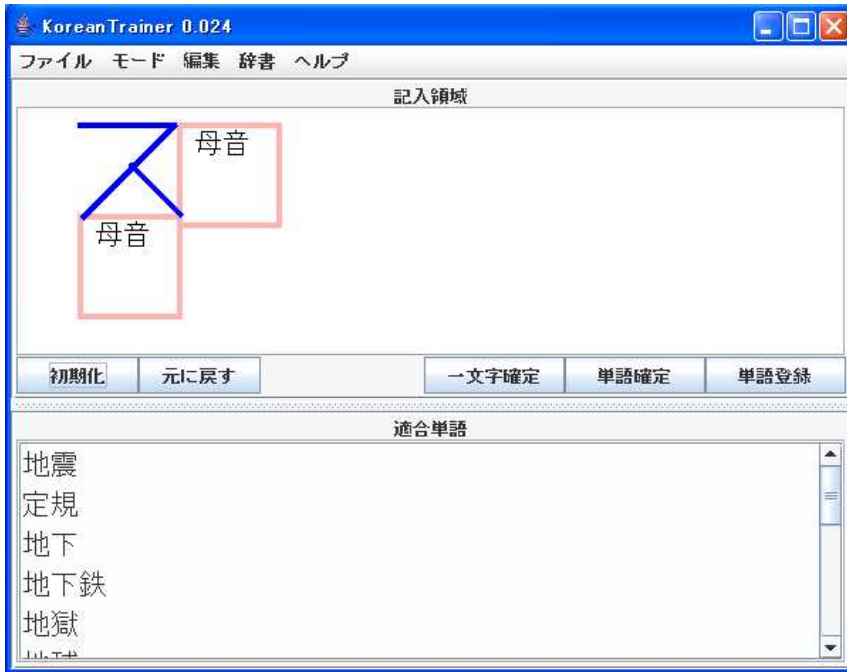 KoreanTrainer 0.024
ファイル モード 編集 辞書 ヘルプ
記入領域
ス
母音
母音
初期化 元に戻す 一文字確定 単語確定 単語登録
適合単語
地震
定規
地下
地下鉄
地獄